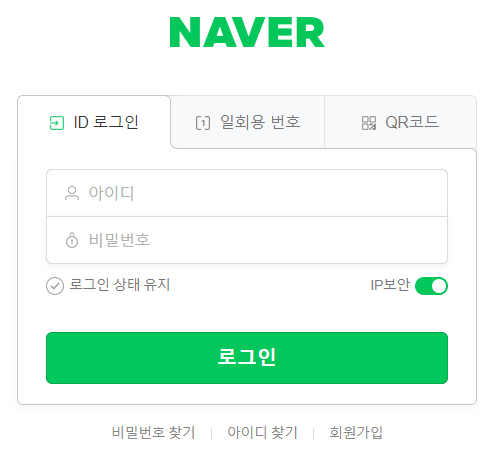 NAVER
ID 로그인 일회용 번호 QR코드
아이디
비밀번호
로그인 상태 유지 IP보안
로그인
비밀번호 찾기 아이디 찾기 회원가입